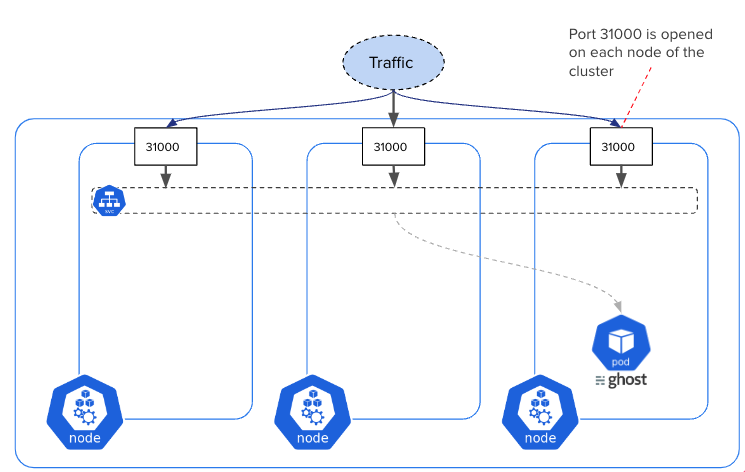 Port 31000 is opened
on each node of the
cluster
Traffic
31000
31000
31000
svc
pod
ghost
node
node
node